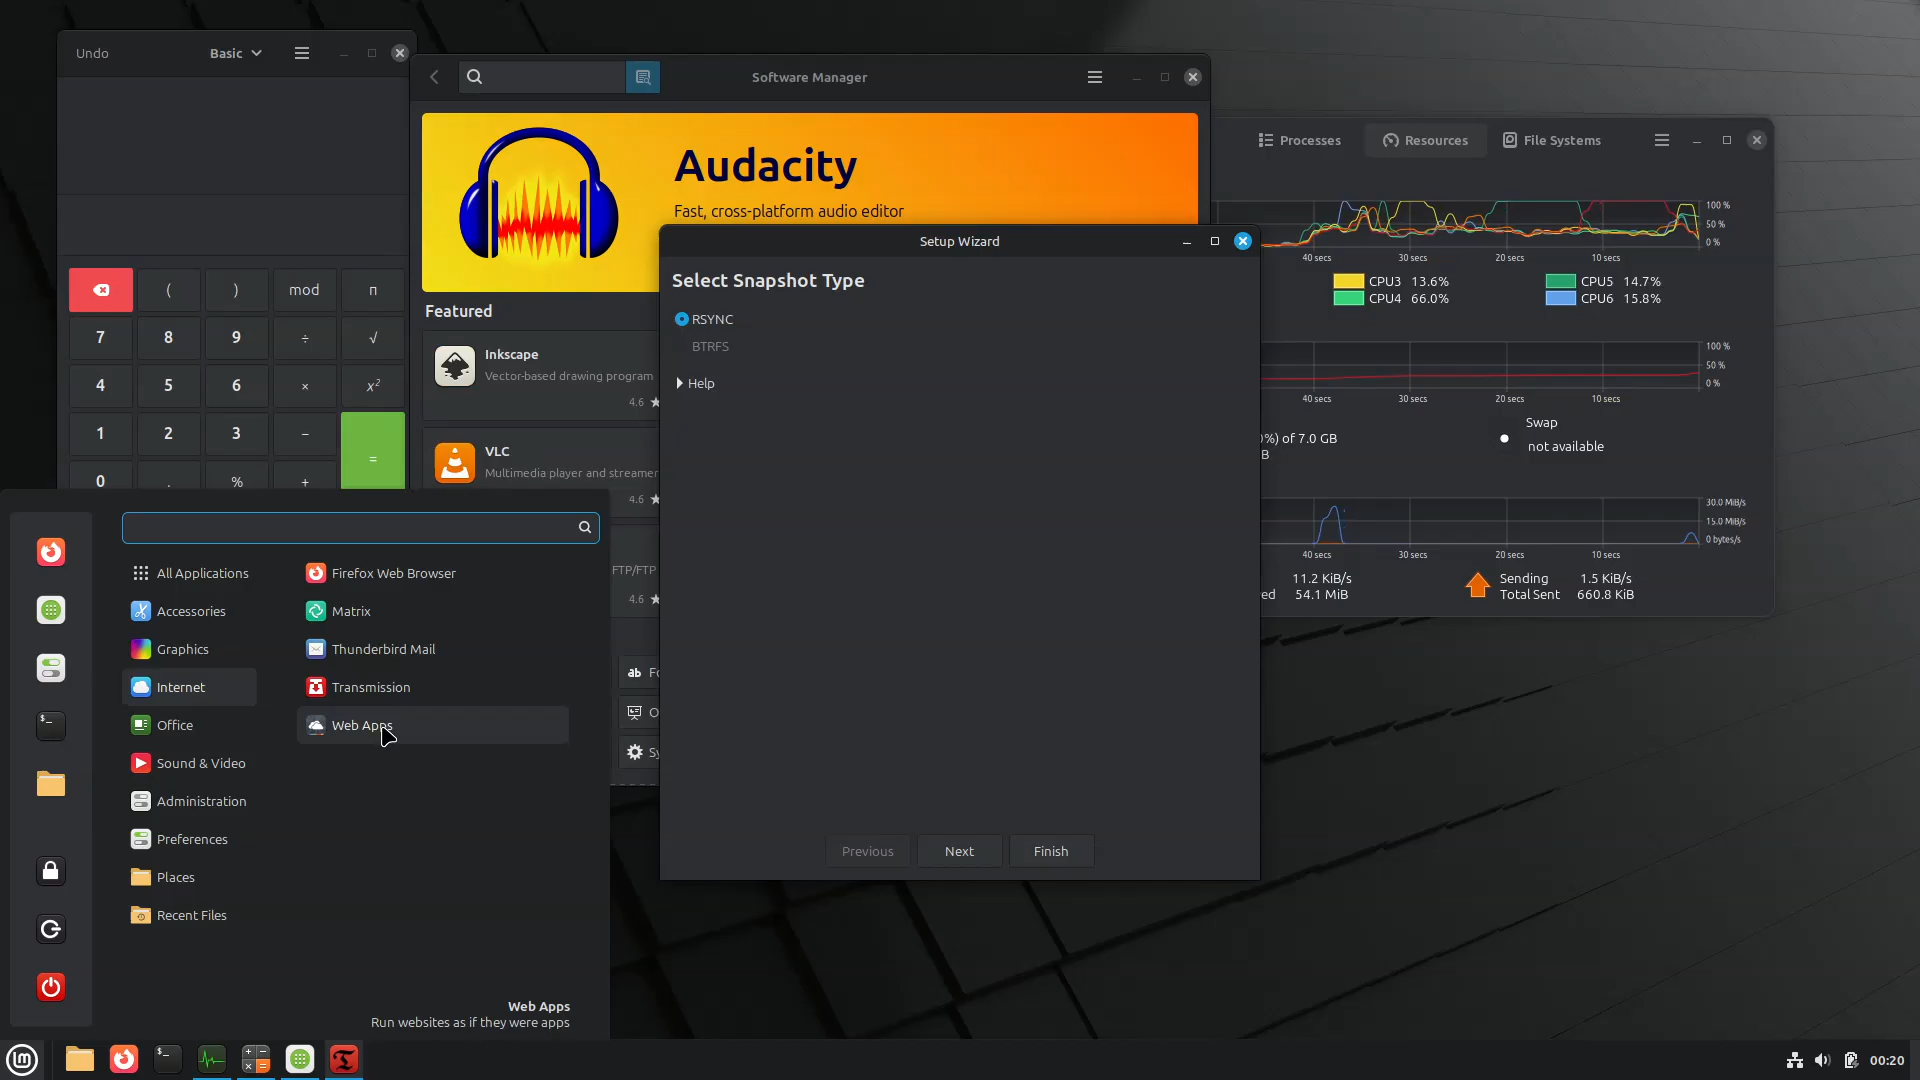 Undo
Basic
( ) mod π
7 8 9 ÷ √
4 5 6 × x²
1 2 3 −
=
0 . % +
Software Manager
Audacity
Fast, cross-platform audio editor
Featured
Inkscape
Vector-based drawing program
4.6 ★
VLC
Multimedia player and streamer
4.6 ★
FTP/FTP
4.6 ★
Setup Wizard
Select Snapshot Type
RSYNC
BTRFS
Help
Previous
Next
Finish
Processes
Resources
File Systems
100 %
50 %
0 %
40 secs 30 secs 20 secs 10 secs
CPU3 13.6% CPU5 14.7%
CPU4 66.0% CPU6 15.8%
100 %
50 %
0 %
40 secs 30 secs 20 secs 10 secs
Swap
%) of 7.0 GB
not available
B
30.0 MiB/s
15.0 MiB/s
0 bytes/s
40 secs 30 secs 20 secs 10 secs
11.2 KiB/s Sending 1.5 KiB/s
ed 54.1 MiB Total Sent 660.8 KiB
All Applications
Accessories
Graphics
Internet
Office
Sound & Video
Administration
Preferences
Places
Recent Files
Firefox Web Browser
Matrix
Thunderbird Mail
Transmission
Web Apps
Web Apps
Run websites as if they were apps
00:20